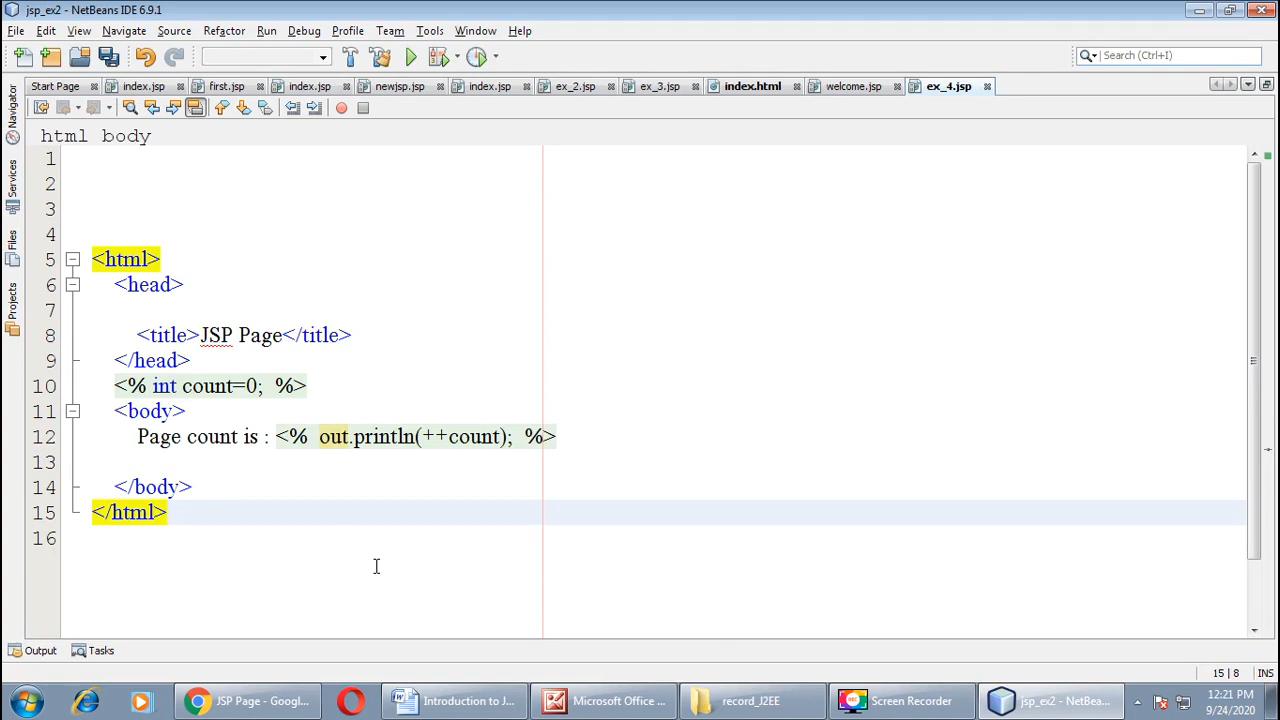 jsp_ex2 - NetBeans IDE 6.9.1
File Edit View Navigate Source Refactor Run Debug Profile Team Tools Window Help
Search (Ctrl+I)
Start Page index.jsp first.jsp index.jsp newjsp.jsp index.jsp ex_2.jsp ex_3.jsp index.html welcome.jsp ex_4.jsp
Navigator
Services
Files
Projects
html body
1
2
3
4
5 <html>
6 <head>
7
8 <title>JSP Page</title>
9 </head>
10 <% int count=0; %>
11 <body>
12 Page count is : <% out.println(++count); %>
13
14 </body>
15 </html>
16
Output Tasks
15 | 8 INS
JSP Page - Googl... Introduction to J... Microsoft Office ... record_J2EE Screen Recorder jsp_ex2 - NetBea...
12:21 PM
9/24/2020